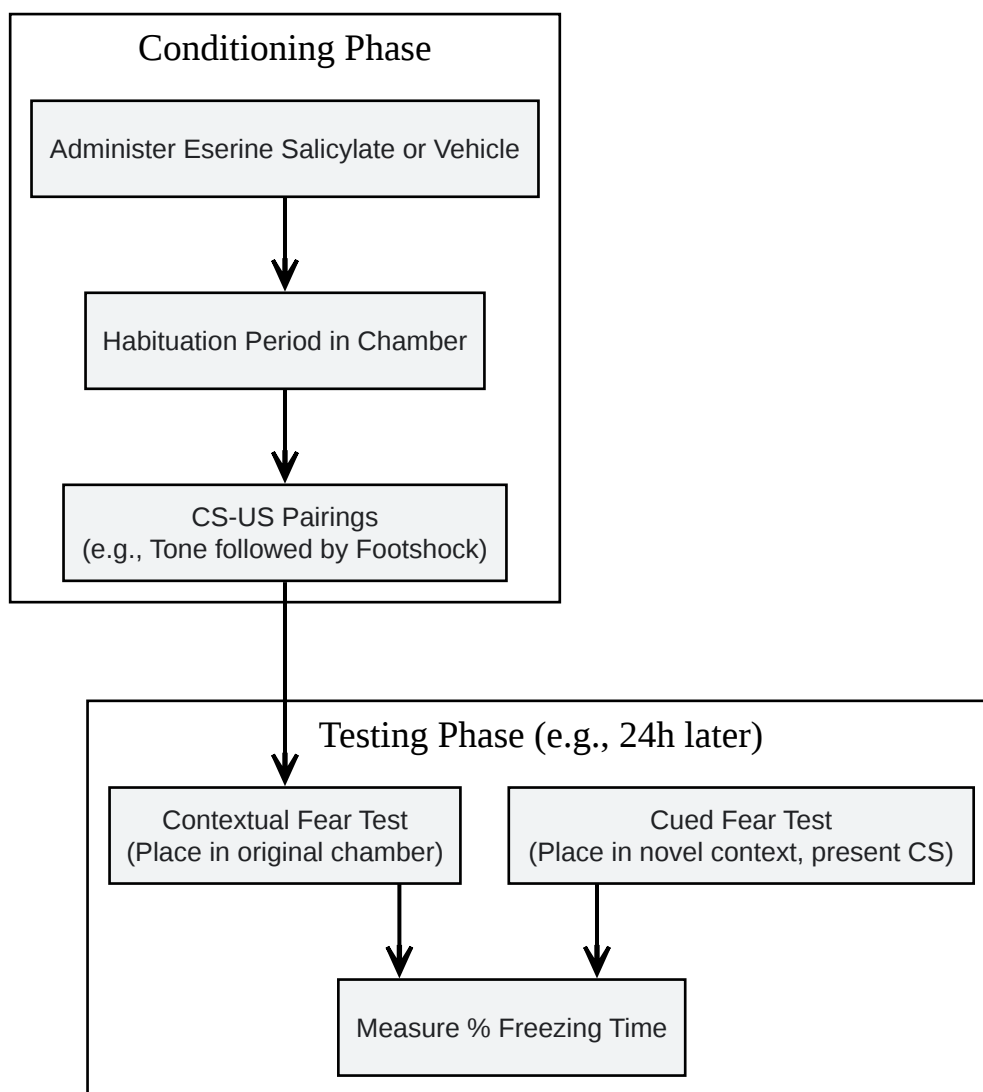 Conditioning Phase
Administer Eserine Salicylate or Vehicle
Habituation Period in Chamber
CS-US Pairings
(e.g., Tone followed by Footshock)
Testing Phase (e.g., 24h later)
Contextual Fear Test
(Place in original chamber)
Cued Fear Test
(Place in novel context, present CS)
Measure % Freezing Time